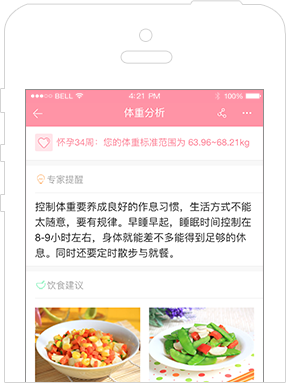 BELL 4:21 PM 100%
体重分析
怀孕34周：您的体重标准范围为 63.96~68.21kg
专家提醒
控制体重要养成良好的作息习惯，生活方式不能
太随意，要有规律。早睡早起，睡眠时间控制在
8-9小时左右，身体就能差不多能得到足够的休
息。同时还要定时散步与就餐。
饮食建议